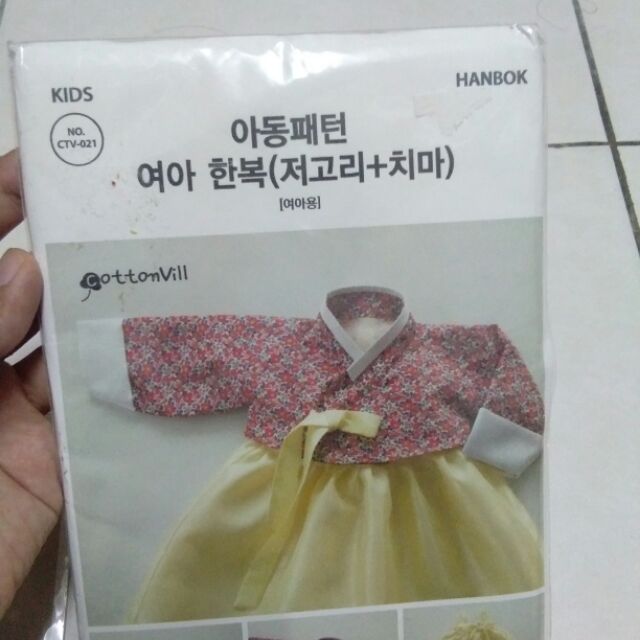 KIDS
HANBOK
NO.
CTV-021
아동패턴
여아 한복(저고리+치마)
[여아용]
cottonVill